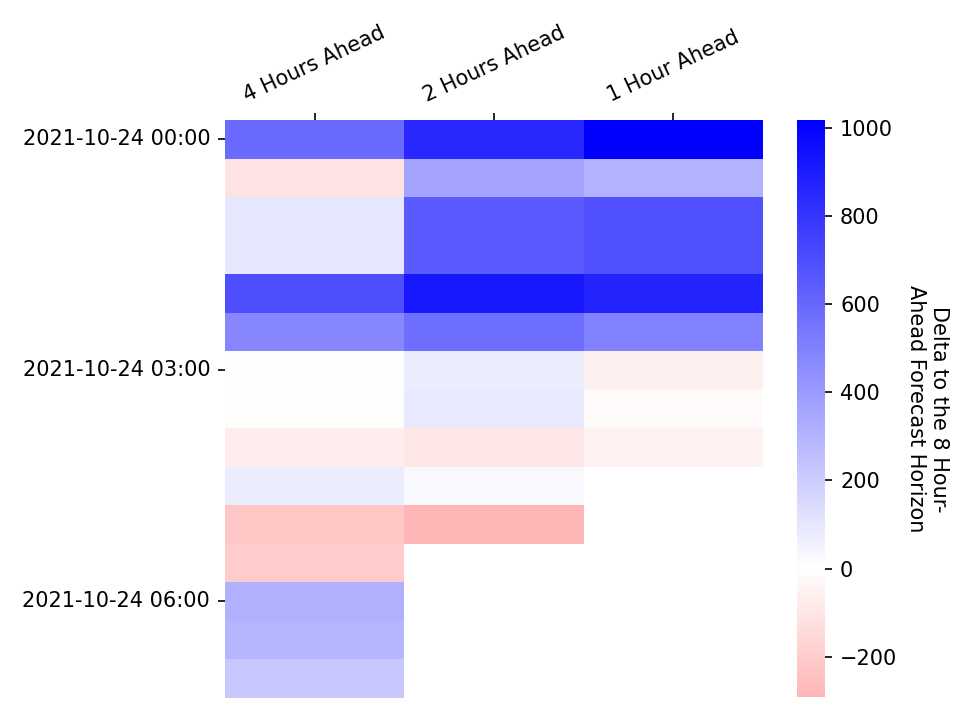 4 Hours Ahead
2 Hours Ahead
1 Hour Ahead
2021-10-24 00:00
2021-10-24 03:00
2021-10-24 06:00
1000
800
600
400
200
0
−200
Delta to the 8 Hour-
Ahead Forecast Horizon